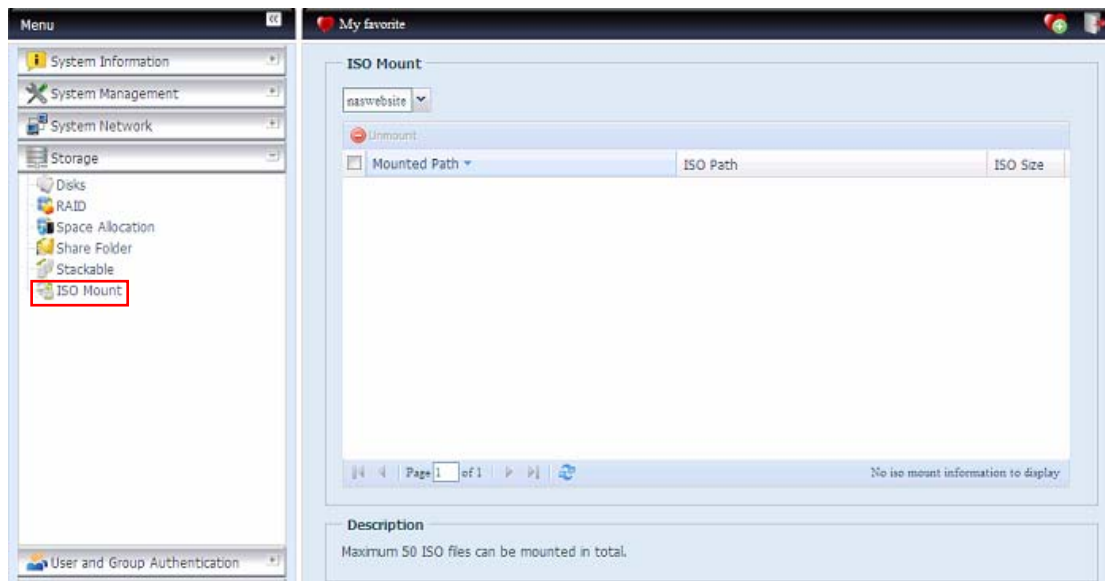 Menu
My favorite
System Information
System Management
System Network
Storage
Disks
RAID
Space Allocation
Share Folder
Stackable
ISO Mount
User and Group Authentication
ISO Mount
naswebsite
Unmount
Mounted Path ISO Path ISO Size
Page 1 of 1 No iso mount information to display
Description
Maximum 50 ISO files can be mounted in total.